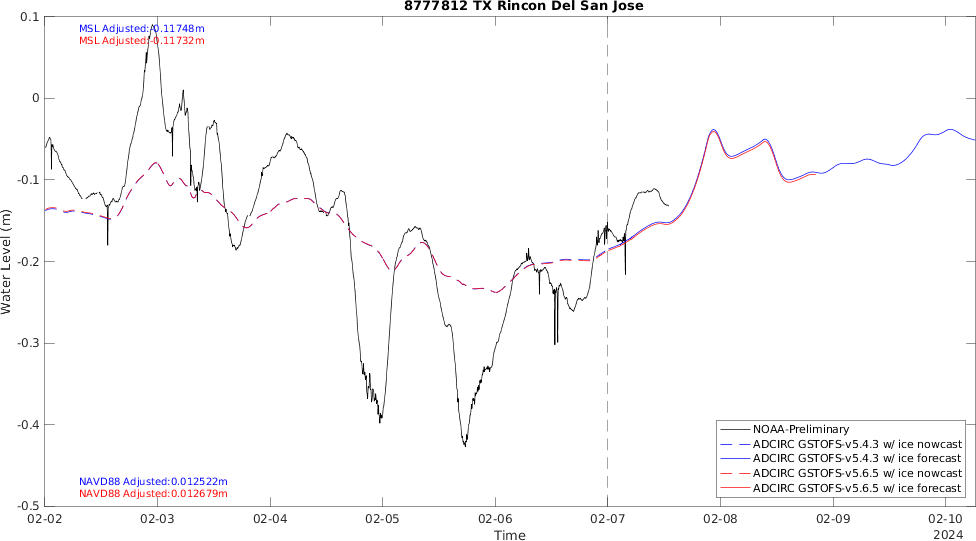 8777812 TX Rincon Del San Jose
MSL Adjusted:-0.11748m
MSL Adjusted:-0.11732m
0.1
0
-0.1
-0.2
-0.3
-0.4
-0.5
Water Level (m)
NAVD88 Adjusted:0.012522m
NAVD88 Adjusted:0.012679m
NOAA-Preliminary
ADCIRC GSTOFS-v5.4.3 w/ ice nowcast
ADCIRC GSTOFS-v5.4.3 w/ ice forecast
ADCIRC GSTOFS-v5.6.5 w/ ice nowcast
ADCIRC GSTOFS-v5.6.5 w/ ice forecast
02-02 02-03 02-04 02-05 02-06 02-07 02-08 02-09 02-10
Time
2024